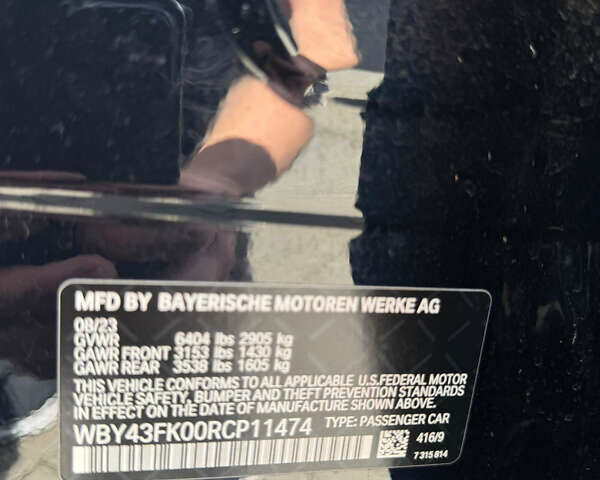 MFD BY BAYERISCHE MOTOREN WERKE AG
08/23
GVWR 6404 lbs 2905 kg
GAWR FRONT 3153 lbs 1430 kg
GAWR REAR 3538 lbs 1605 kg
THIS VEHICLE CONFORMS TO ALL APPLICABLE U.S.FEDERAL MOTOR
VEHICLE SAFETY, BUMPER AND THEFT PREVENTION STANDARDS
IN EFFECT ON THE DATE OF MANUFACTURE SHOWN ABOVE.
WBY43FK00RCP11474 TYPE: PASSENGER CAR
416/9
7 315 814